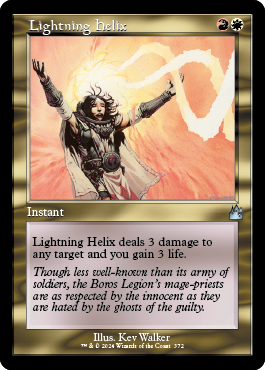 Lightning Helix
Instant
Lightning Helix deals 3 damage to
any target and you gain 3 life.
Though less well-known than its army of
soldiers, the Boros Legion's mage-priests
are as respected by the innocent as they
are hated by the ghosts of the guilty.
Illus. Kev Walker
™ & © 2024 Wizards of the Coast 372